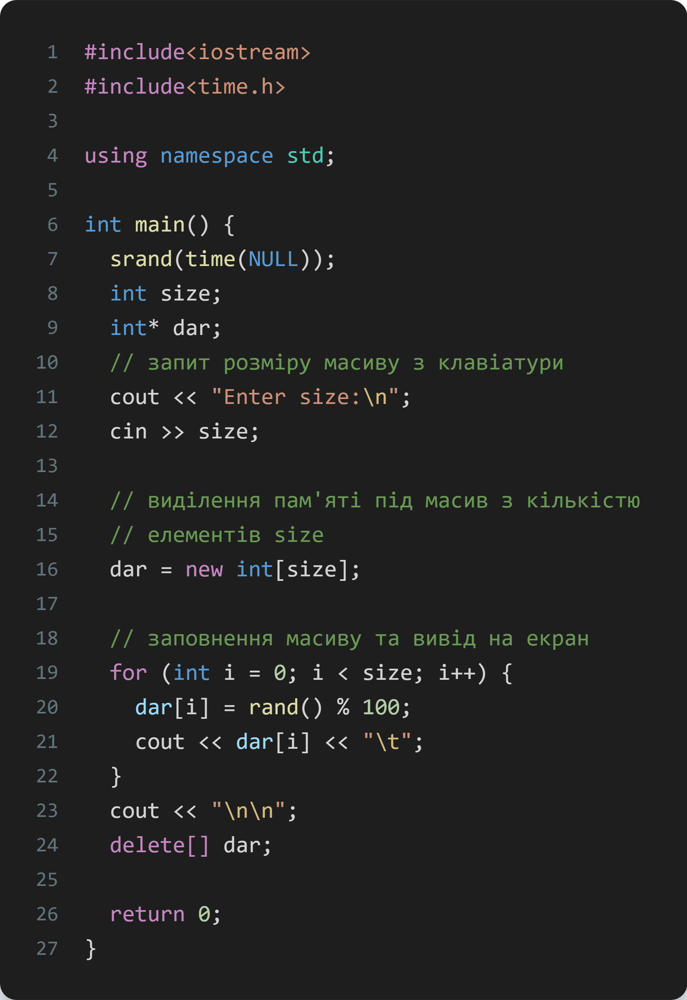 1 #include<iostream>
2 #include<time.h>
3
4 using namespace std;
5
6 int main() {
7   srand(time(NULL));
8   int size;
9   int* dar;
10   // запит розміру масиву з клавіатури
11   cout << "Enter size:\n";
12   cin >> size;
13
14   // виділення пам'яті під масив з кількістю
15   // елементів size
16   dar = new int[size];
17
18   // заповнення масиву та вивід на екран
19   for (int i = 0; i < size; i++) {
20     dar[i] = rand() % 100;
21     cout << dar[i] << "\t";
22   }
23   cout << "\n\n";
24   delete[] dar;
25
26   return 0;
27 }